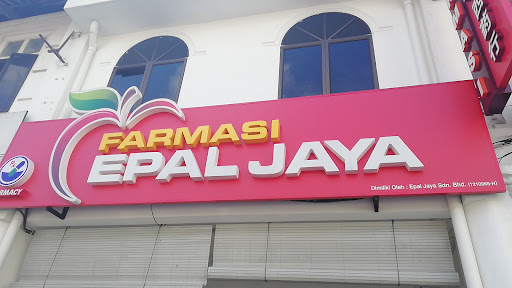 FARMASI
EPAL JAYA
Dimiliki Oleh : Epal Jaya Sdn. Bhd.